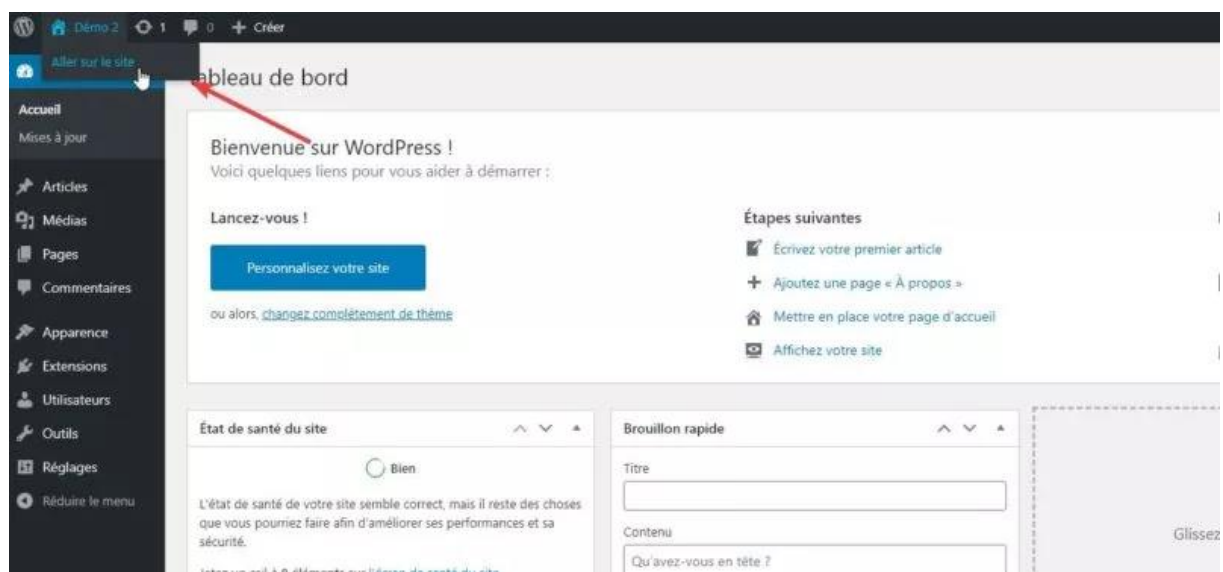 Démo 2 1 0 + Créer
Aller sur le site
ableau de bord
Accueil
Mises à jour
Articles
Médias
Pages
Commentaires
Apparence
Extensions
Utilisateurs
Outils
Réglages
Réduire le menu
Bienvenue sur WordPress !
Voici quelques liens pour vous aider à démarrer :
Lancez-vous !
Personnalisez votre site
ou alors, changez complètement de thème
Étapes suivantes
Écrivez votre premier article
Ajoutez une page « À propos »
Mettre en place votre page d'accueil
Affichez votre site
État de santé du site
Bien
L'état de santé de votre site semble correct, mais il reste des choses
que vous pourriez faire afin d'améliorer ses performances et sa
sécurité.
Brouillon rapide
Titre
Contenu
Qu'avez-vous en tête ?
Glissez